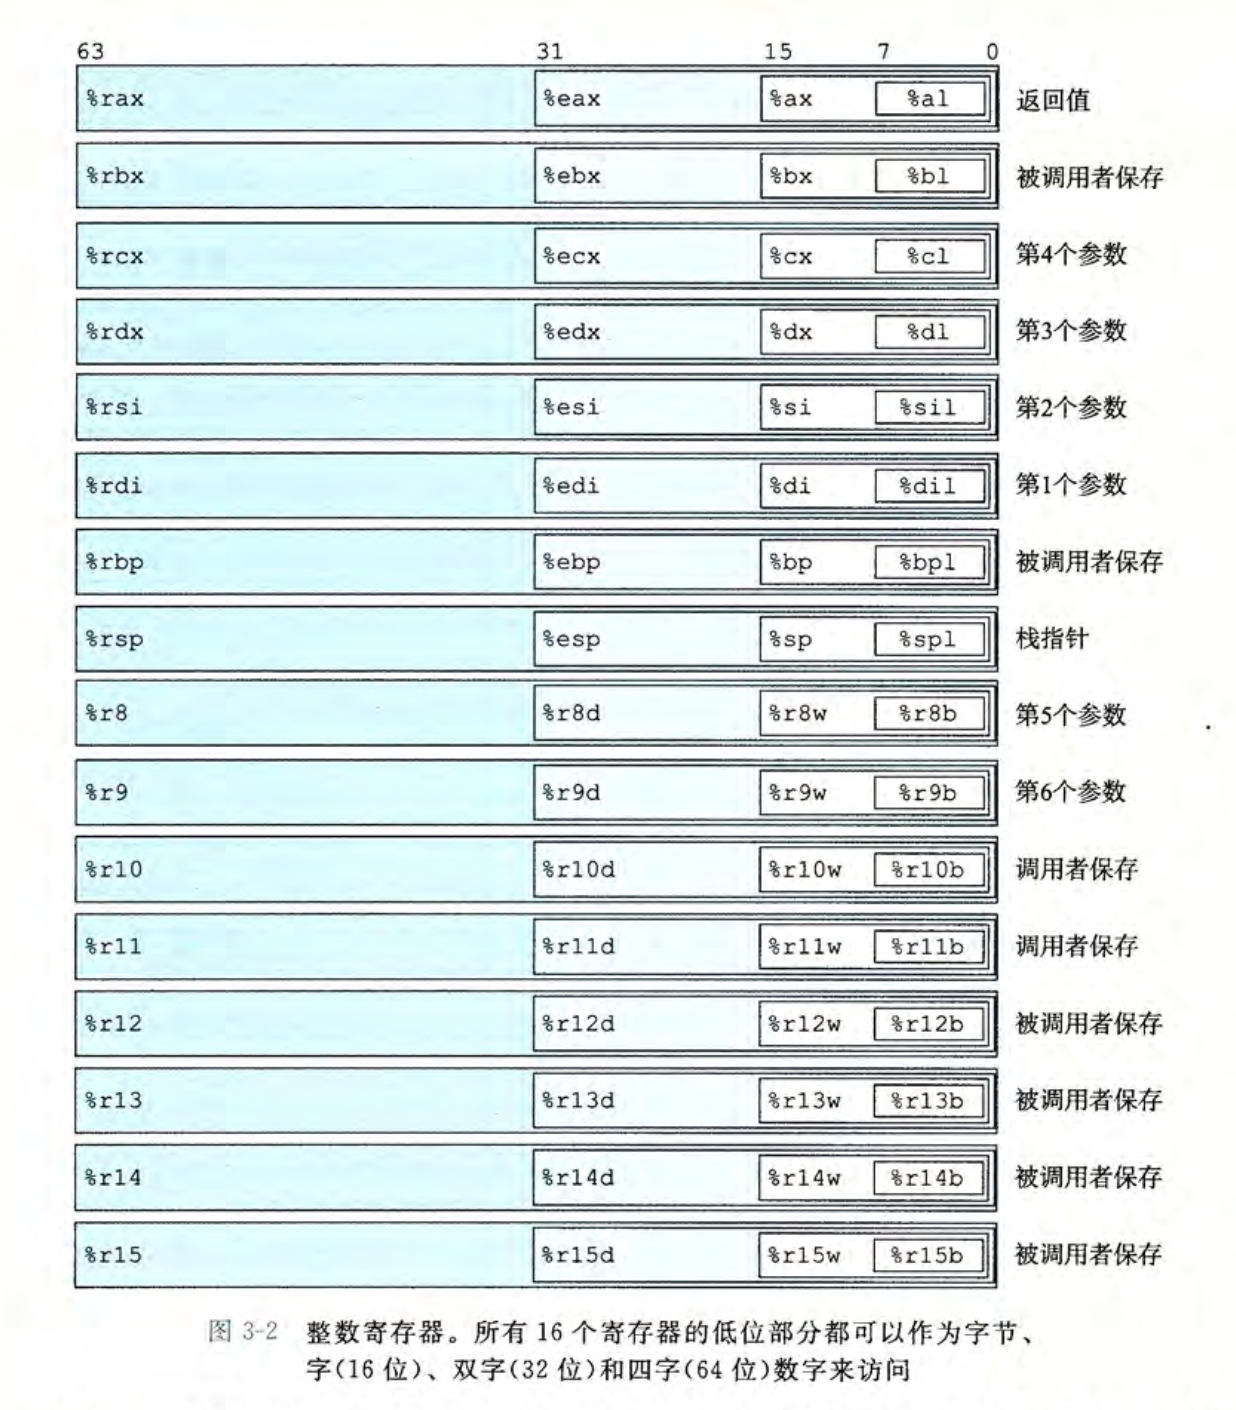 63 31 15 7 0
%rax %eax %ax %al 返回值
%rbx %ebx %bx %bl 被调用者保存
%rcx %ecx %cx %cl 第4个参数
%rdx %edx %dx %dl 第3个参数
%rsi %esi %si %sil 第2个参数
%rdi %edi %di %dil 第1个参数
%rbp %ebp %bp %bpl 被调用者保存
%rsp %esp %sp %spl 栈指针
%r8 %r8d %r8w %r8b 第5个参数
%r9 %r9d %r9w %r9b 第6个参数
%r10 %r10d %r10w %r10b 调用者保存
%r11 %r11d %r11w %r11b 调用者保存
%r12 %r12d %r12w %r12b 被调用者保存
%r13 %r13d %r13w %r13b 被调用者保存
%r14 %r14d %r14w %r14b 被调用者保存
%r15 %r15d %r15w %r15b 被调用者保存
图 3-2 整数寄存器。所有 16 个寄存器的低位部分都可以作为字节、
字(16 位)、双字(32 位)和四字(64 位)数字来访问